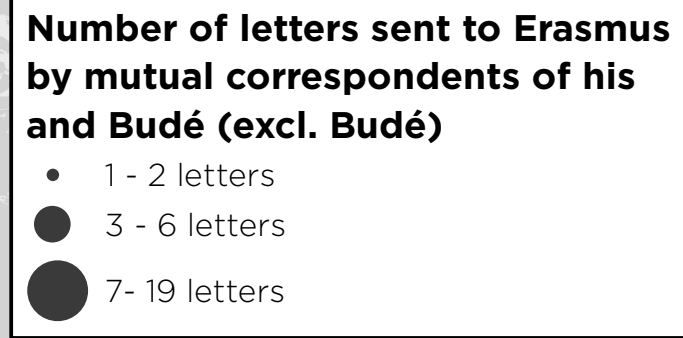 Number of letters sent to Erasmus
by mutual correspondents of his
and Budé (excl. Budé)
1 - 2 letters
3 - 6 letters
7- 19 letters